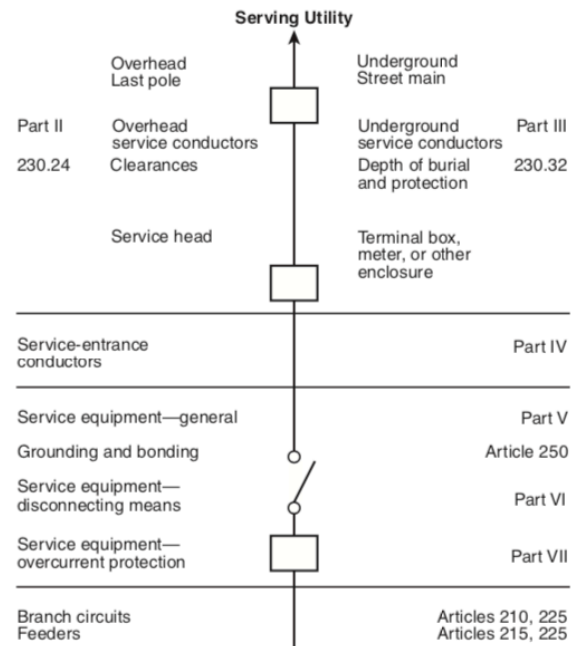 Serving Utility
Overhead
Last pole
Underground
Street main
Part II
Overhead
service conductors
Underground
service conductors
Part III
230.24
Clearances
Depth of burial
and protection
230.32
Service head
Terminal box,
meter, or other
enclosure
Service-entrance
conductors
Part IV
Service equipment—general
Part V
Grounding and bonding
Article 250
Service equipment—
disconnecting means
Part VI
Service equipment—
overcurrent protection
Part VII
Branch circuits
Articles 210, 225
Feeders
Articles 215, 225